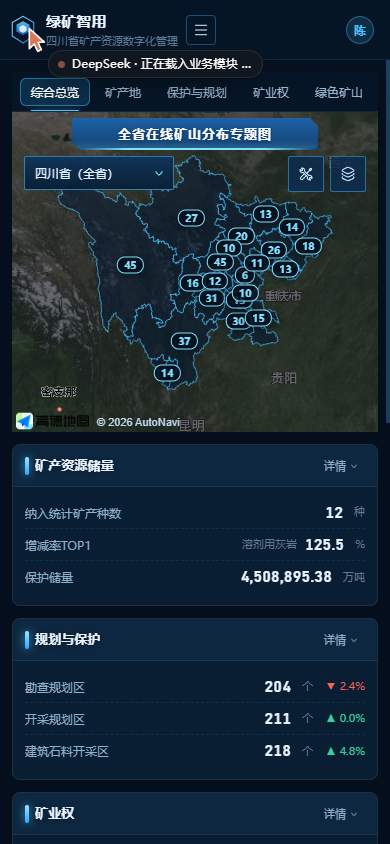 绿矿智用
四川省矿产资源数字化管理
陈
DeepSeek · 正在载入业务模块 ...
综合总览
矿产地
保护与规划
矿业权
绿色矿山
全省在线矿山分布专题图
四川省（全省）
27
13
14
20
18
10
26
45
45
11
13
6
16
12
31
10
重庆市
30
15
37
14
贵阳
密支那
高德地图
© 2026 AutoNavi
昆明
矿产资源储量
详情
纳入统计矿产种数
12 种
增减率TOP1
溶剂用灰岩 125.5 %
保护储量
4,508,895.38 万吨
规划与保护
详情
勘查规划区
204 个 ▼ 2.4%
开采规划区
211 个 ▲ 0.0%
建筑石料开采区
218 个 ▲ 4.8%
矿业权
详情